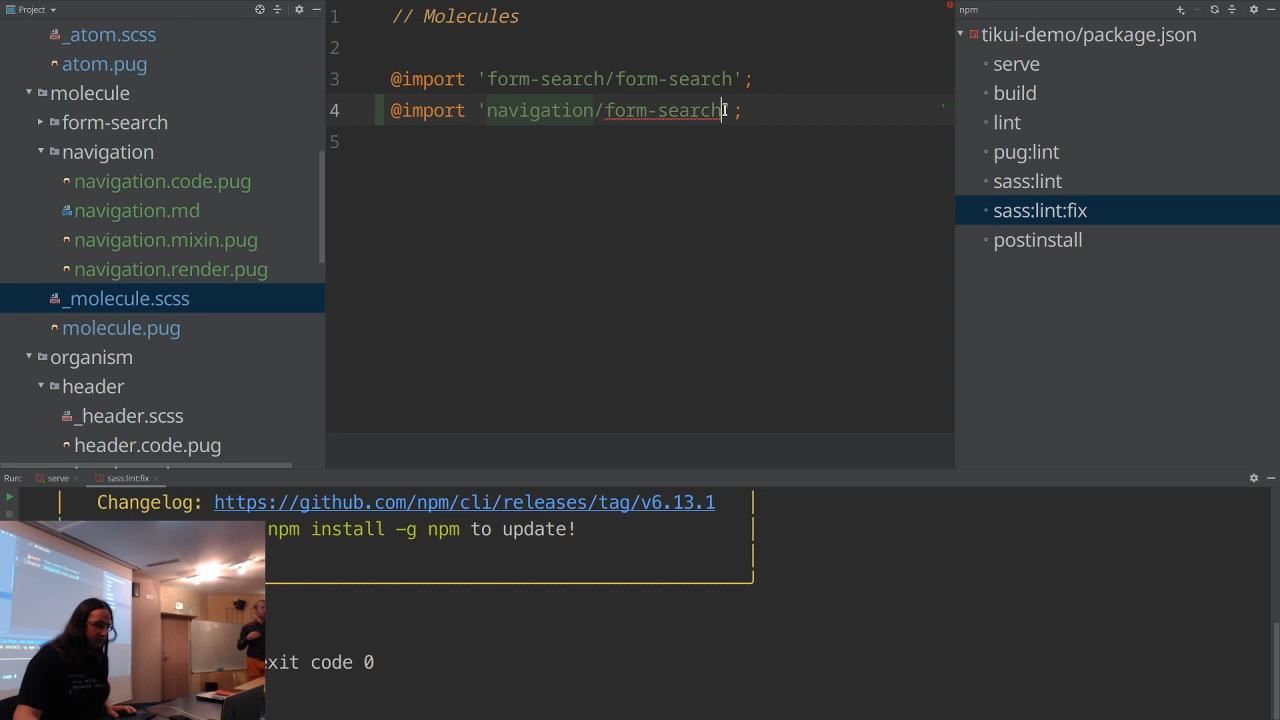 Project
_atom.scss
atom.pug
molecule
form-search
navigation
navigation.code.pug
navigation.md
navigation.mixin.pug
navigation.render.pug
_molecule.scss
molecule.pug
organism
header
_header.scss
header.code.pug
1 // Molecules
2
3 @import 'form-search/form-search';
4 @import 'navigation/form-search';
5
npm
tikui-demo/package.json
serve
build
lint
pug:lint
sass:lint
sass:lint:fix
postinstall
Run: serve sass:lint:fix
Changelog: https://github.com/npm/cli/releases/tag/v6.13.1
npm install -g npm to update!
exit code 0